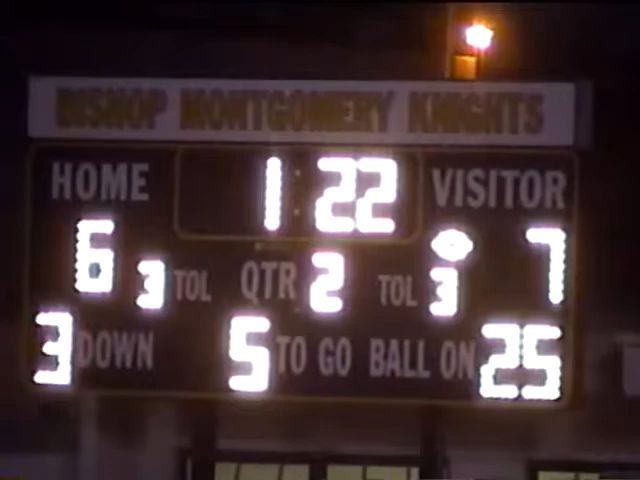 BISHOP MONTGOMERY KNIGHTS
HOME 1:22 VISITOR
6 3 TOL QTR 2 TOL 3 7
3 DOWN 5 TO GO BALL ON 25